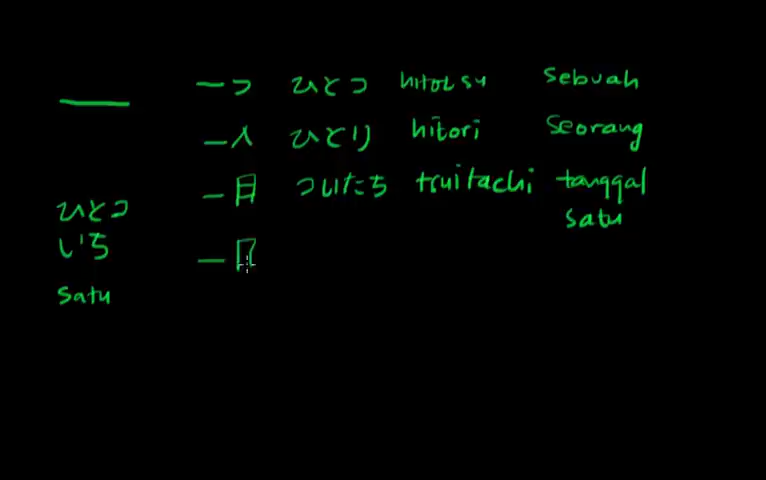 一 一つ ひとつ hitotsu sebuah
一人 ひとり hitori seorang
一日 ついたち tsuitachi tanggal satu
ひとつ
いち
satu
一